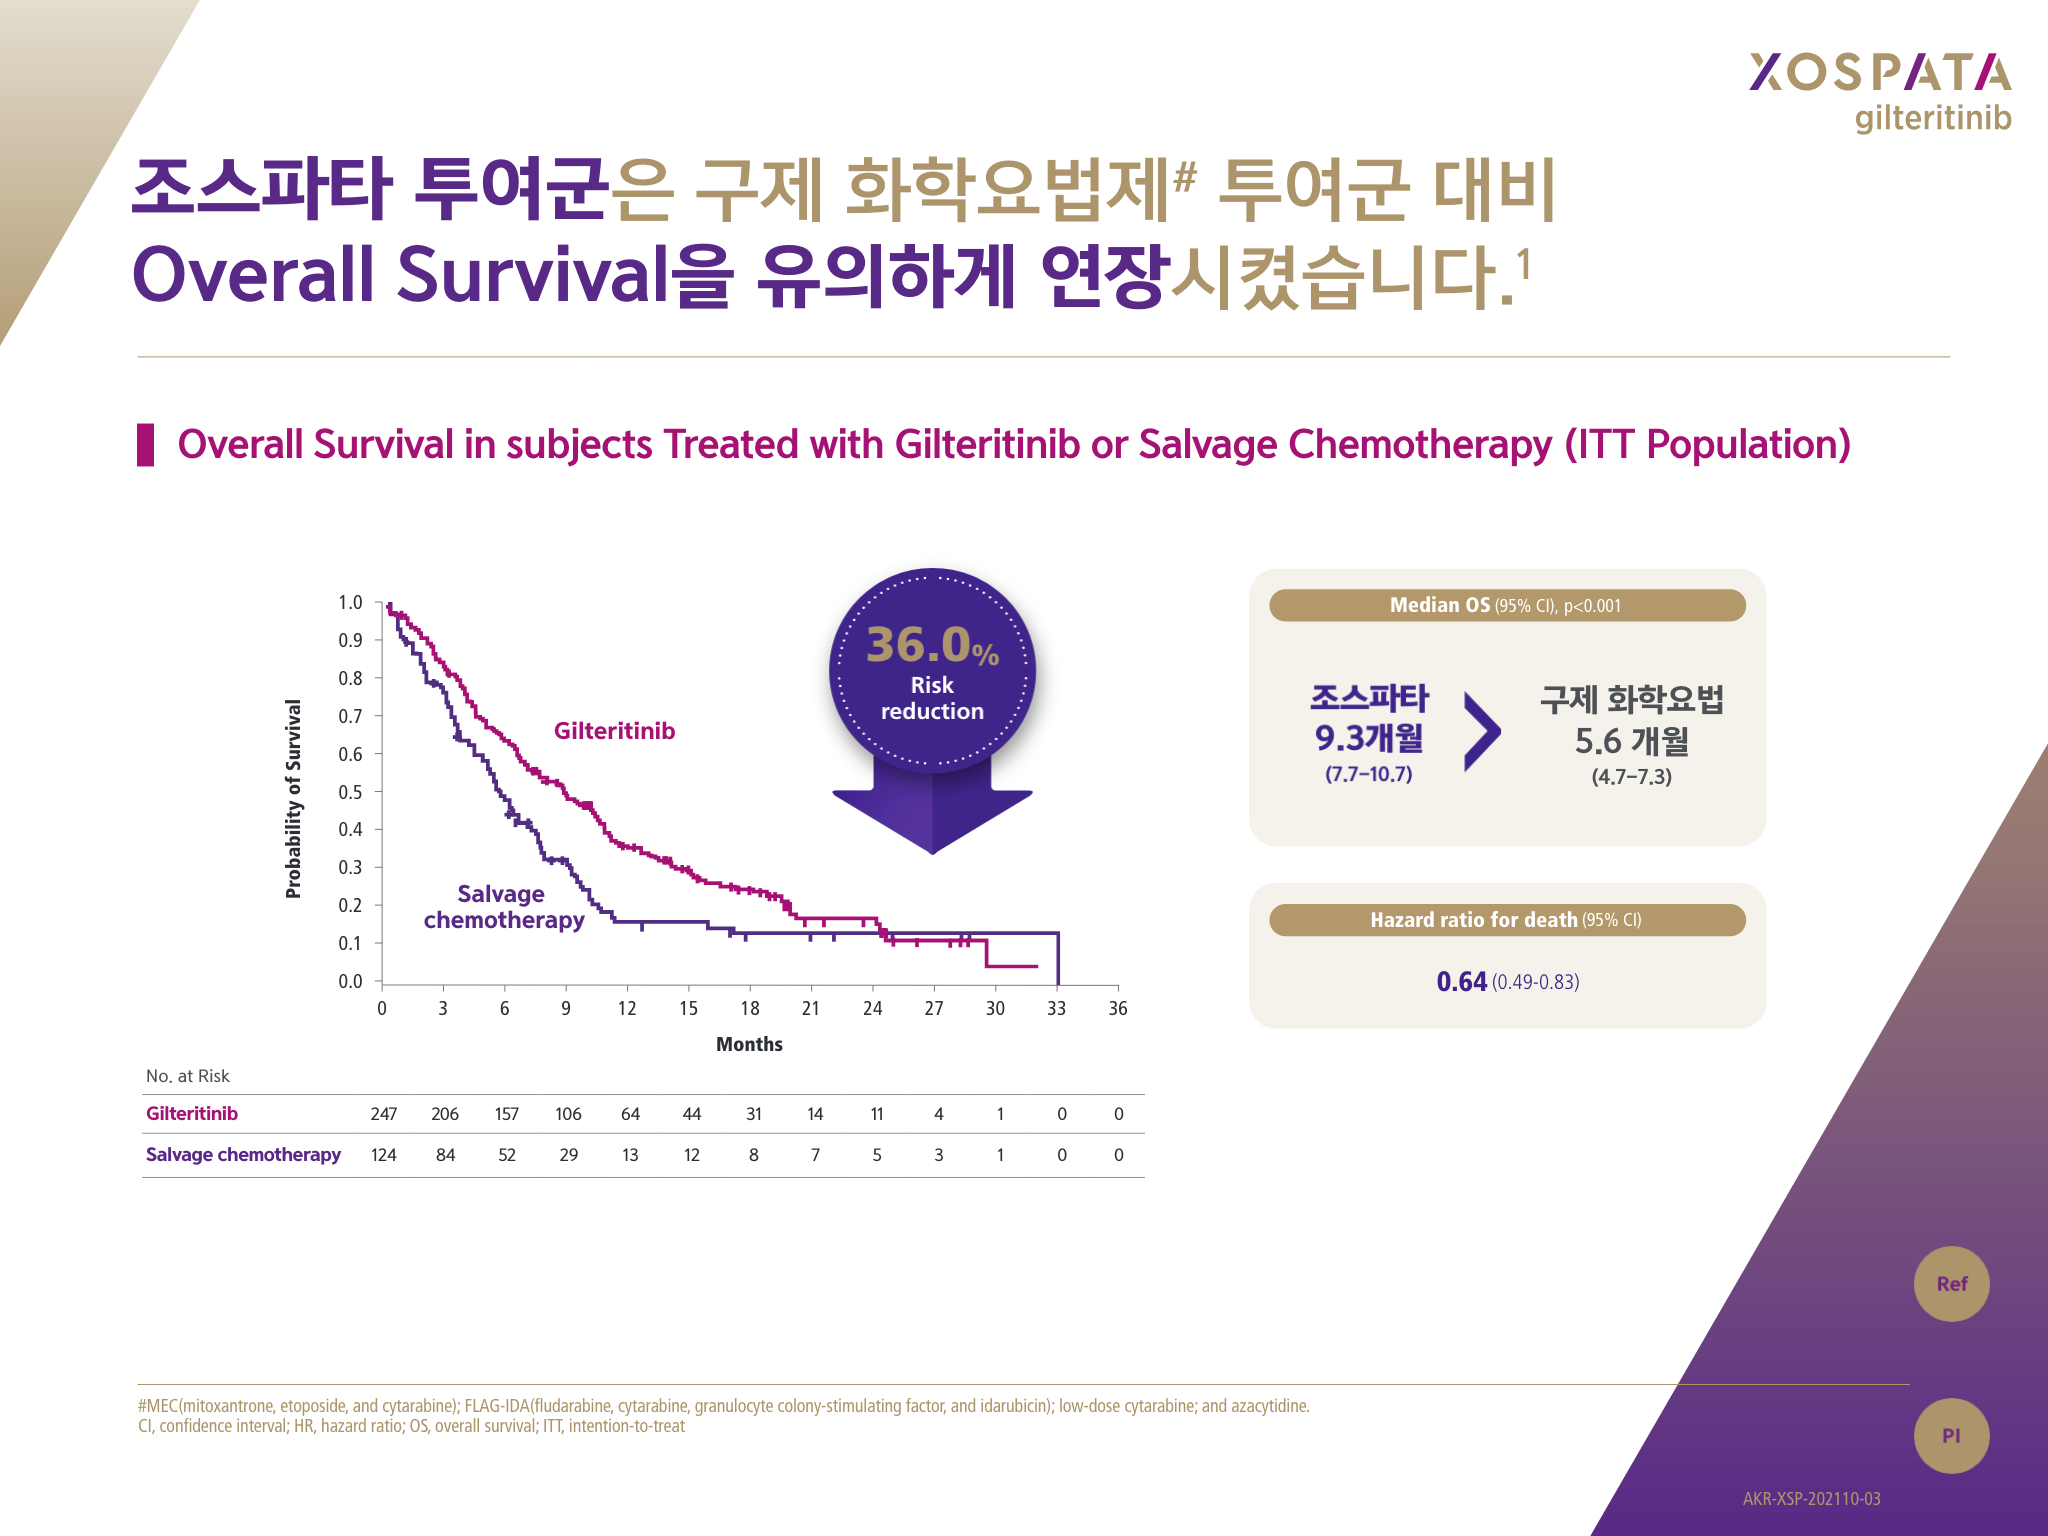 XOSPATA
gilteritinib
조스파타 투여군은 구제 화학요법제# 투여군 대비
Overall Survival을 유의하게 연장시켰습니다.1
Overall Survival in subjects Treated with Gilteritinib or Salvage Chemotherapy (ITT Population)
Probability of Survival
1.0
0.9
0.8
0.7
0.6
0.5
0.4
0.3
0.2
0.1
0.0
Gilteritinib
Salvage
chemotherapy
0 3 6 9 12 15 18 21 24 27 30 33 36
Months
36.0%
Risk
reduction
Median OS (95% CI), p<0.001
조스파타
9.3개월
(7.7–10.7)
구제 화학요법
5.6 개월
(4.7–7.3)
Hazard ratio for death (95% CI)
0.64 (0.49-0.83)
No. at Risk
Gilteritinib 247 206 157 106 64 44 31 14 11 4 1 0 0
Salvage chemotherapy 124 84 52 29 13 12 8 7 5 3 1 0 0
Ref
#MEC(mitoxantrone, etoposide, and cytarabine); FLAG-IDA(fludarabine, cytarabine, granulocyte colony-stimulating factor, and idarubicin); low-dose cytarabine; and azacytidine.
CI, confidence interval; HR, hazard ratio; OS, overall survival; ITT, intention-to-treat
PI
AKR-XSP-202110-03